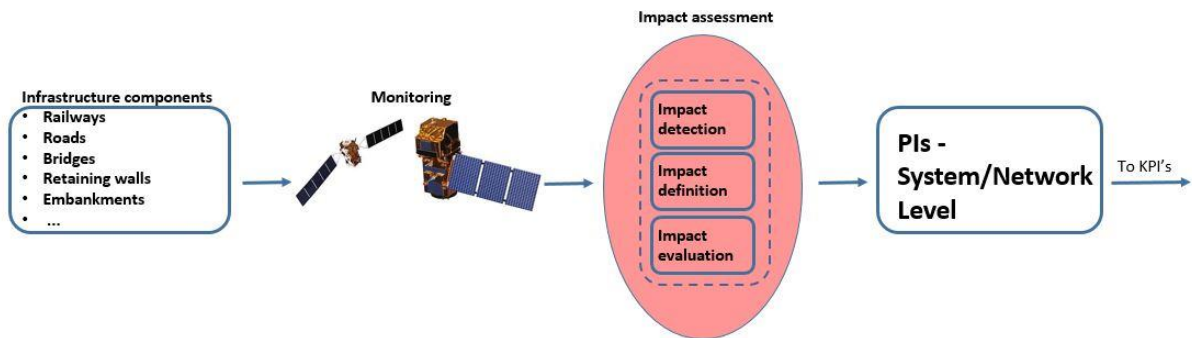 Impact assessment
Infrastructure components
• Railways
• Roads
• Bridges
• Retaining walls
• Embankments
• ...
Monitoring
Impact
detection
Impact
definition
Impact
evaluation
PIs -
System/Network
Level
To KPI's